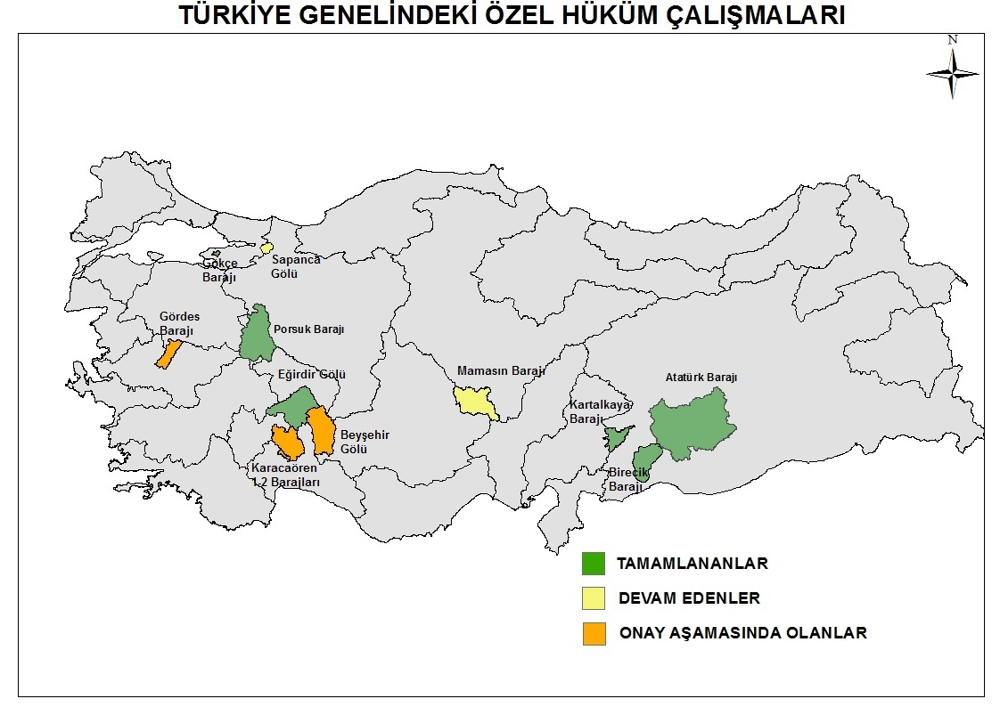 TÜRKİYE GENELİNDEKİ ÖZEL HÜKÜM ÇALIŞMALARI
N
Gökçe
Barajı
Sapanca
Gölü
Gördes
Barajı
Porsuk Barajı
Eğirdir Gölü
Mamasın Barajı
Atatürk Barajı
Kartalkaya
Barajı
Beyşehir
Gölü
Karacaören
1-2 Barajları
Birecik
Barajı
TAMAMLANANLAR
DEVAM EDENLER
ONAY AŞAMASINDA OLANLAR